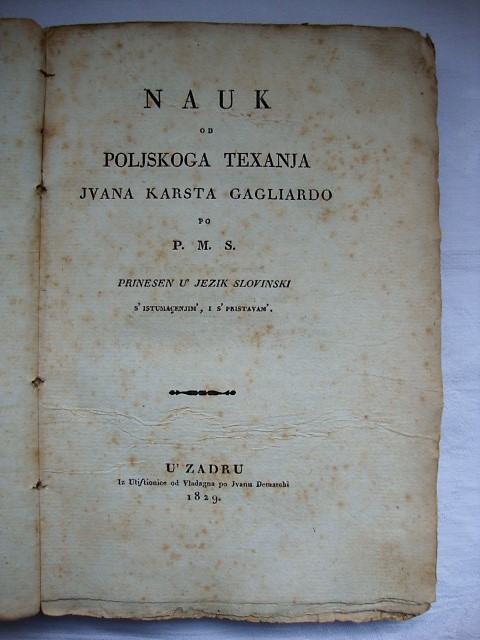 NAUK
OD
POLJSKOGA TEXANJA
JVANA KARSTA GAGLIARDO
PO
P. M. S.
PRINESEN U' JEZIK SLOVINSKI
S' ISTUMAÇENJIM', I S' PRISTAVAM'.
U' ZADRU
Iz Utiſtionice od Vladagna po Jvanu Demarchi
1829.